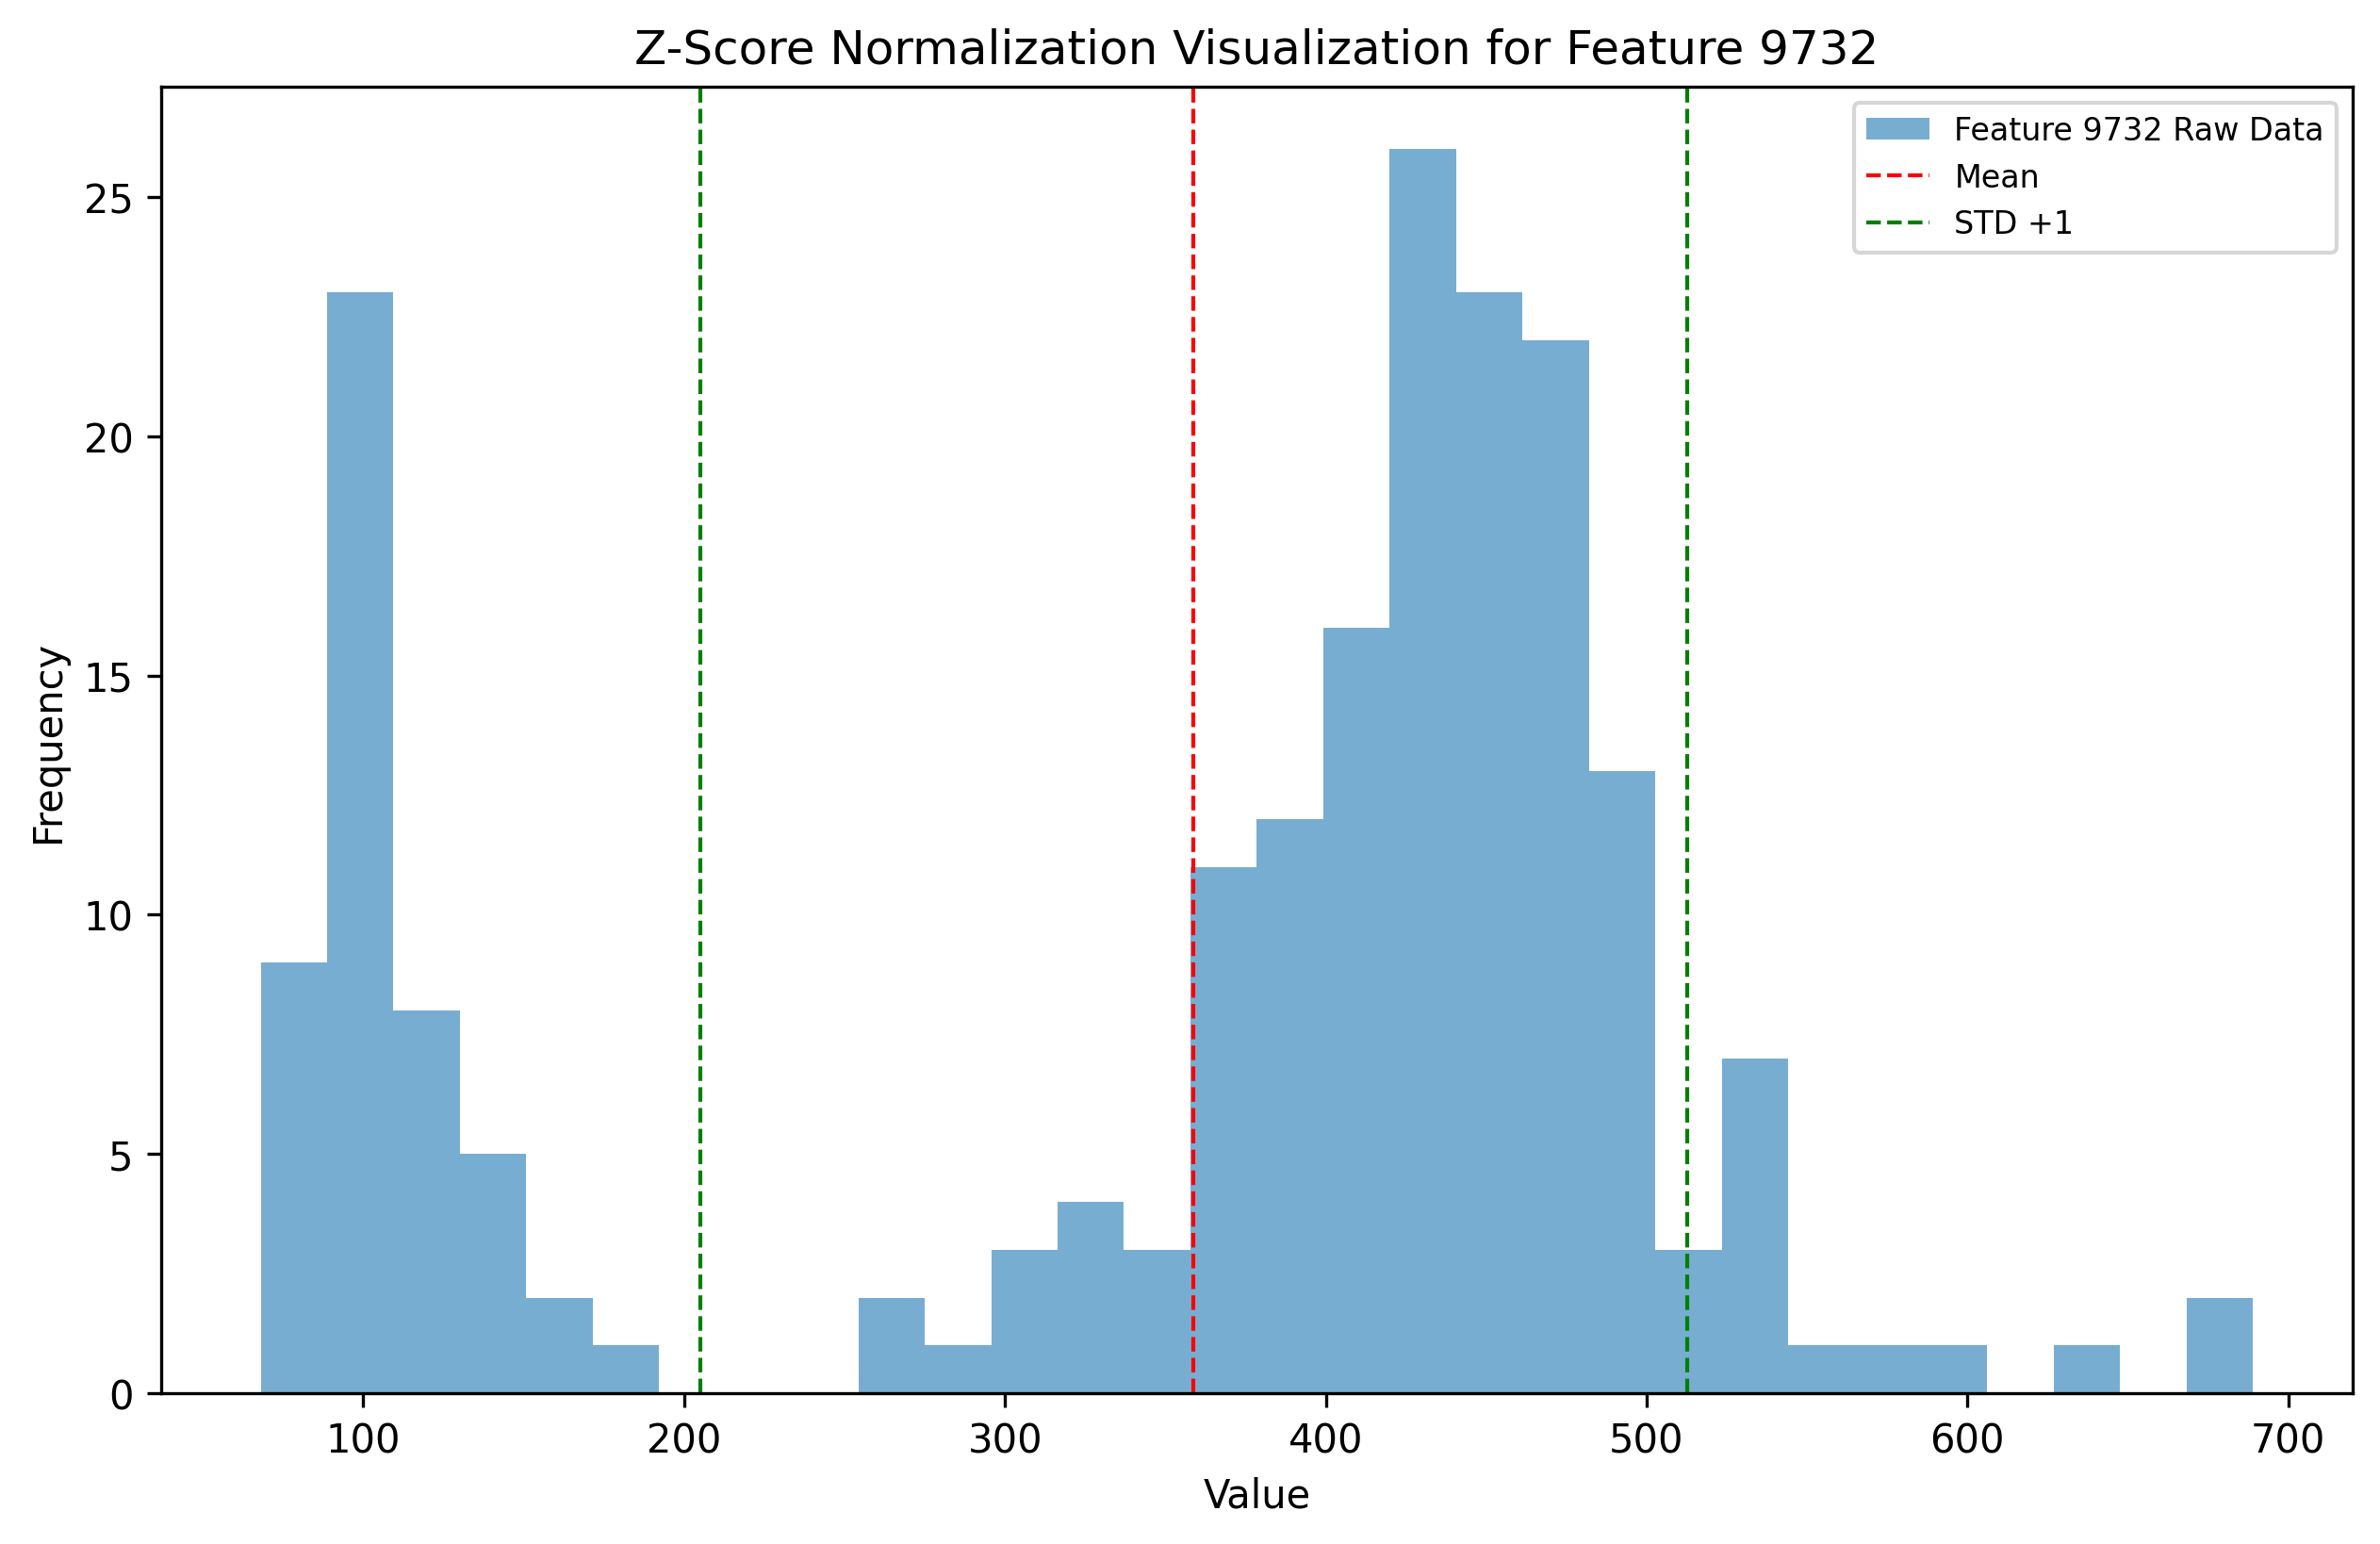 Z-Score Normalization Visualization for Feature 9732
Feature 9732 Raw Data
Mean
STD +1
25
20
15
10
5
0
Frequency
100 200 300 400 500 600 700
Value